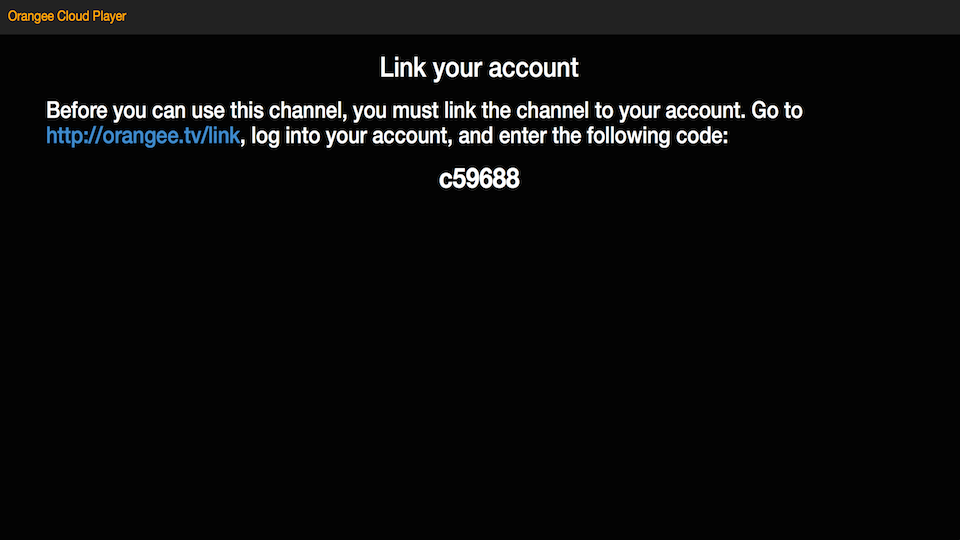 Orangee Cloud Player
Link your account
Before you can use this channel, you must link the channel to your account. Go to
http://orangee.tv/link, log into your account, and enter the following code:
c59688